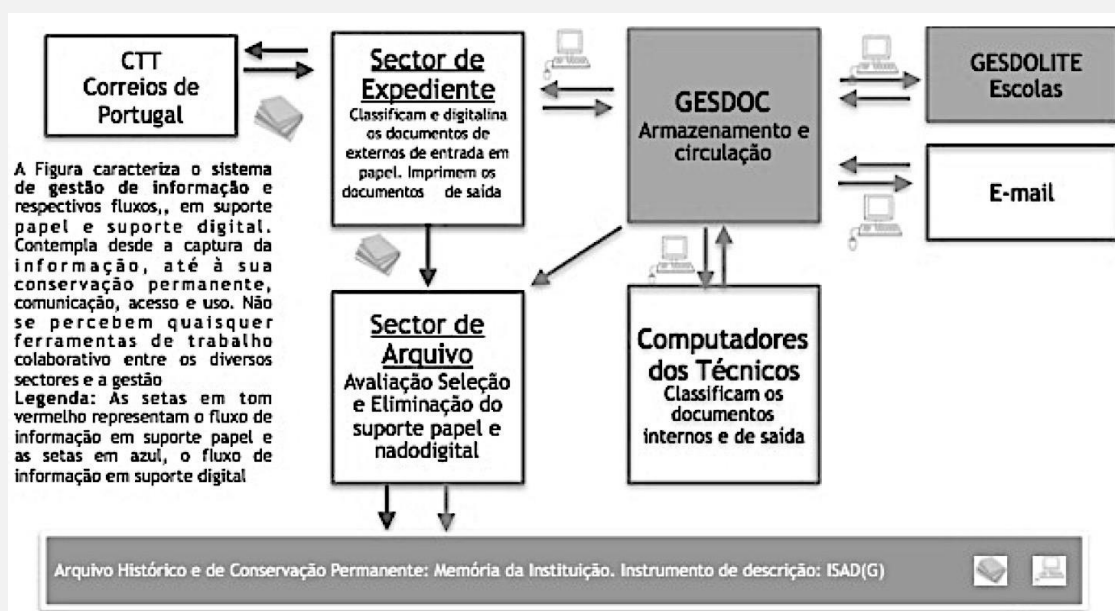 CTT
Correios de
Portugal
Sector de
Expediente
Classificam e digitalina
os documentos de
externos de entrada em
papel. Imprimem os
documentos de saída
GESDOC
Armazenamento e
circulação
GESDOLITE
Escolas
E-mail
A Figura caracteriza o sistema
de gestão de informação e
respectivos fluxos,, em suporte
papel e suporte digital.
Contempla desde a captura da
informação, até à sua
conservação permanente,
comunicação, acesso e uso. Não
se percebem quaisquer
ferramentas de trabalho
colaborativo entre os diversos
sectores e a gestão
Legenda: As setas em tom
vermelho representam o fluxo de
informação em suporte papel e
as setas em azul, o fluxo de
informação em suporte digital
Sector de
Arquivo
Avaliação Seleção
e Eliminação do
suporte papel e
nadodigital
Computadores
dos Técnicos
Classificam os
documentos
internos e de saída
Arquivo Histórico e de Conservação Permanente: Memória da Instituição. Instrumento de descrição: ISAD(G)